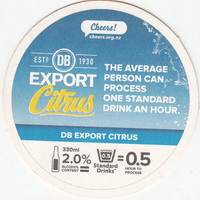 Cheers!
cheers.org.nz
ESTD DB 1930
EXPORT
Citrus
THE AVERAGE
PERSON CAN
PROCESS
ONE STANDARD
DRINK AN HOUR.
DB EXPORT CITRUS
330ml
2.0%
ALCOHOL
CONTENT
0.5
Standard
Drinks
=0.5
HOUR TO
PROCESS